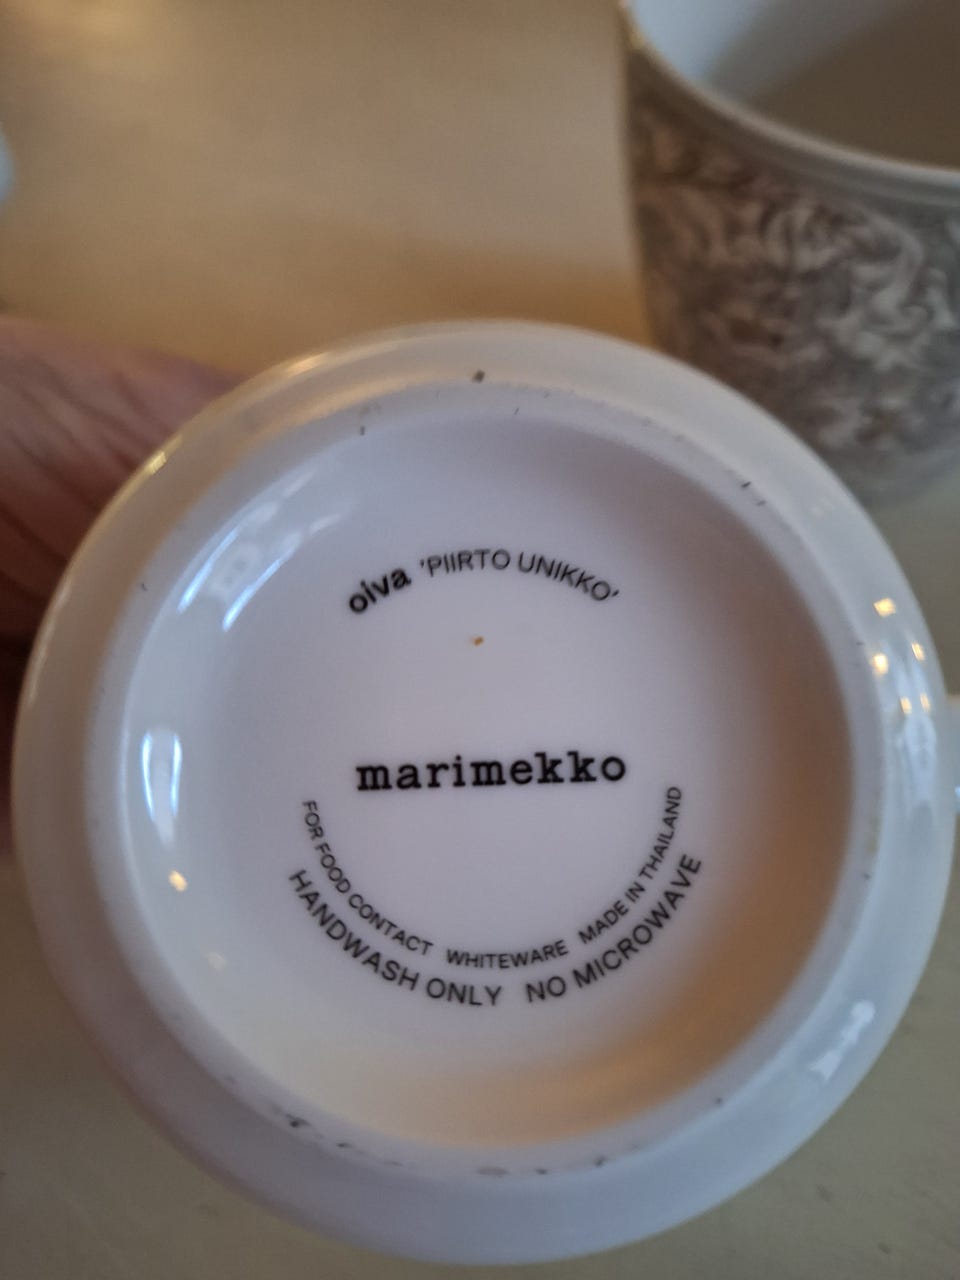 oiva 'PIIRTO UNIKKO'
marimekko
FOR FOOD CONTACT WHITEWARE MADE IN THAILAND
HANDWASH ONLY NO MICROWAVE